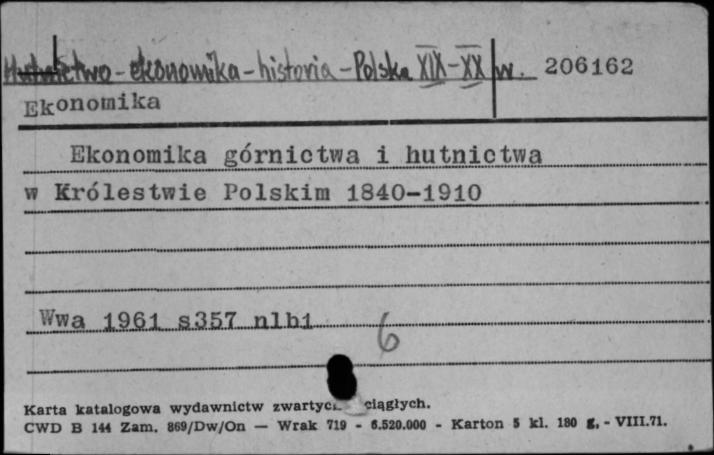 Hutnictwo - ekonomika - historia - Polska XIX - XX w. 206162
Ekonomika
Ekonomika górnictwa i hutnictwa
w Królestwie Polskim 1840-1910
Wwa 1961 s357 nlb1
6
Karta katalogowa wydawnictw zwartyc ciągłych.
CWD B 144 Zam. 869/Dw/On — Wrak 719 - 6.520.000 - Karton 5 kl. 180 g. - VIII.71.